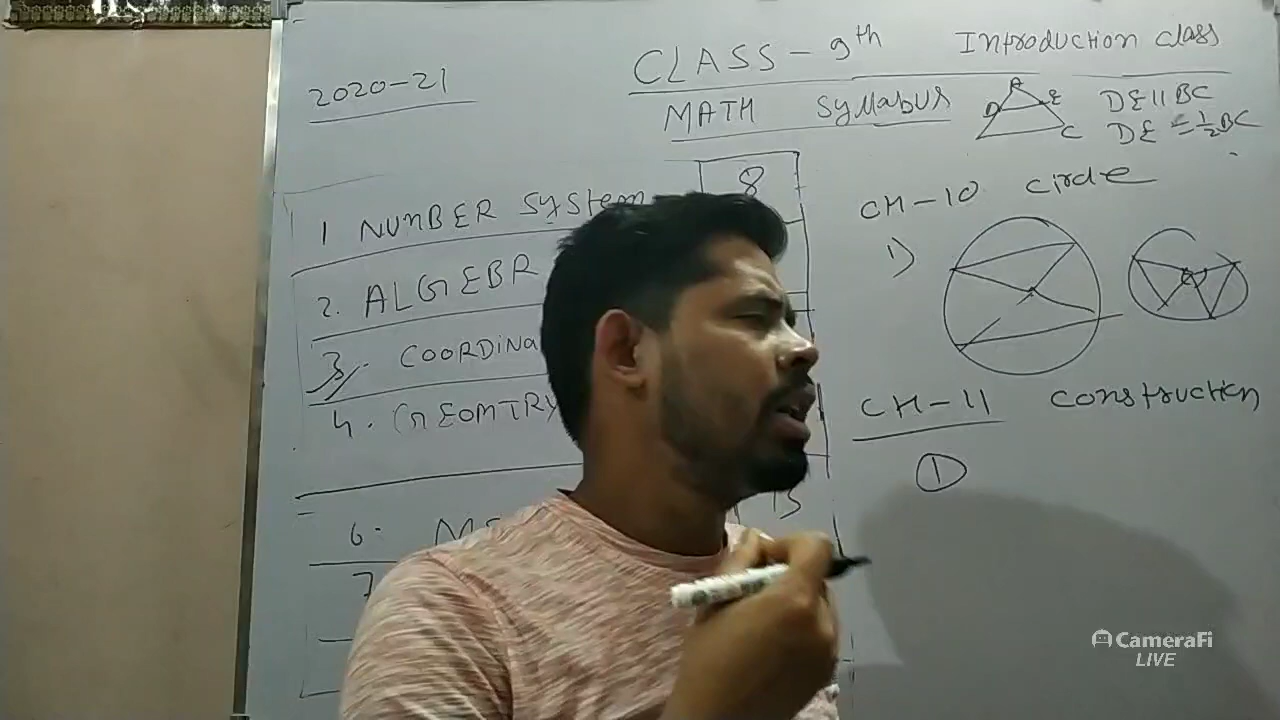 2020-21
CLASS - 9th Introduction class
MATH Syllabus
A
D E
C
DE || BC
DE = 1/2 BC
1 NUMBER System 8
2. ALGEBR
3. COORDINA
4. GEOMTRY
6.
7
15
CH-10 circle
1)
CH-11 construction
1
CameraFi
LIVE